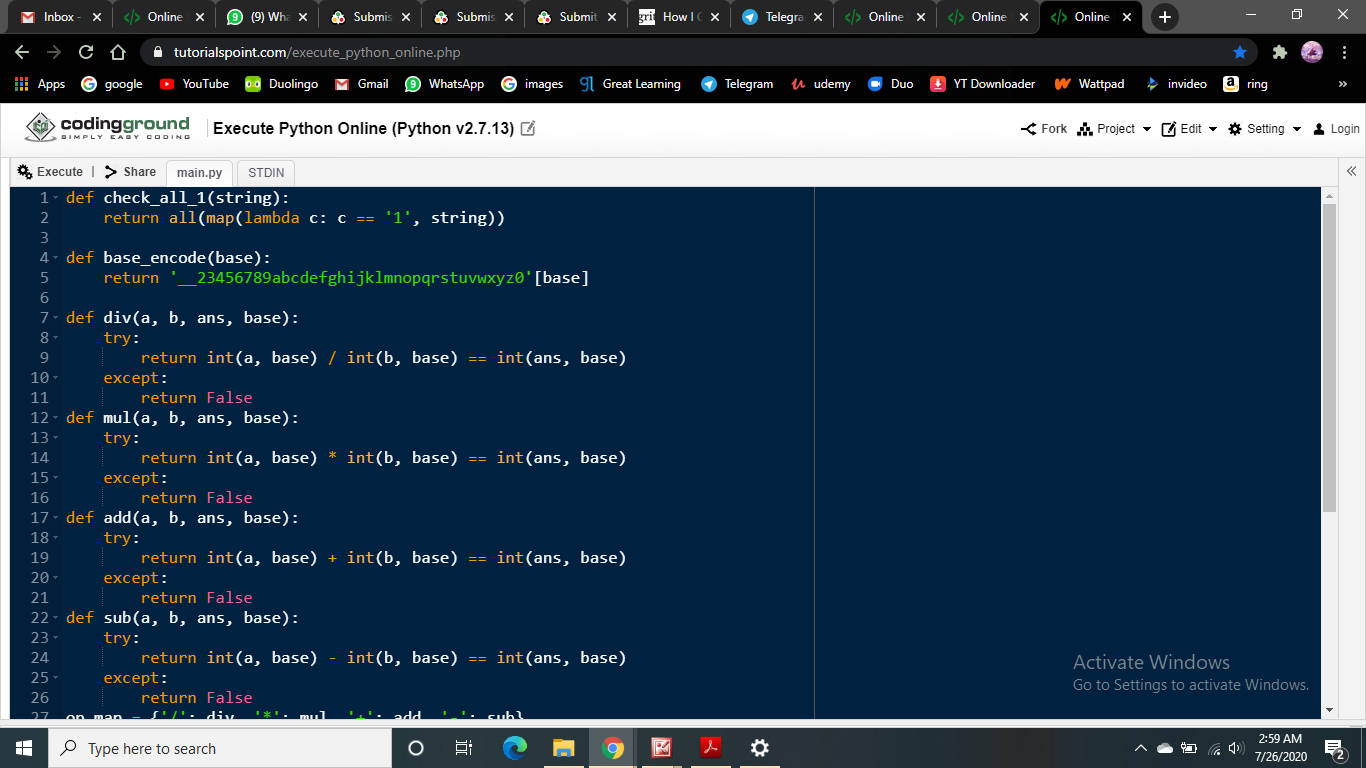 Inbox -
Online
(9) Wha
Submis
Submis
Submit
grit How I C
Telegra
Online
Online
Online
tutorialspoint.com/execute_python_online.php
Apps google YouTube Duolingo Gmail 9 WhatsApp images gl Great Learning Telegram udemy Duo YT Downloader Wattpad invideo ring »
codingground
SIMPLY EASY CODING
Execute Python Online (Python v2.7.13)
Fork Project Edit Setting Login
Execute | Share main.py STDIN
1 def check_all_1(string):
2 return all(map(lambda c: c == '1', string))
3
4 def base_encode(base):
5 return '__23456789abcdefghijklmnopqrstuvwxyz0'[base]
6
7 def div(a, b, ans, base):
8 try:
9 return int(a, base) / int(b, base) == int(ans, base)
10 except:
11 return False
12 def mul(a, b, ans, base):
13 try:
14 return int(a, base) * int(b, base) == int(ans, base)
15 except:
16 return False
17 def add(a, b, ans, base):
18 try:
19 return int(a, base) + int(b, base) == int(ans, base)
20 except:
21 return False
22 def sub(a, b, ans, base):
23 try:
24 return int(a, base) - int(b, base) == int(ans, base)
25 except:
26 return False
27 op_map = {'/': div, '*': mul, '+': add, '-': sub}
Activate Windows
Go to Settings to activate Windows.
Type here to search
2:59 AM
7/26/2020
2